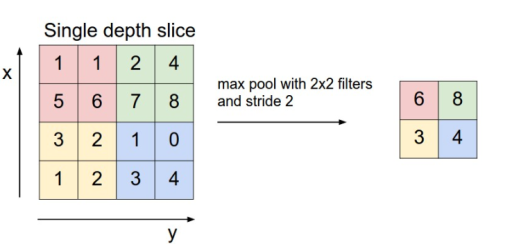 Single depth slice
x
1 1 2 4
5 6 7 8
3 2 1 0
1 2 3 4
y
max pool with 2x2 filters
and stride 2
6 8
3 4